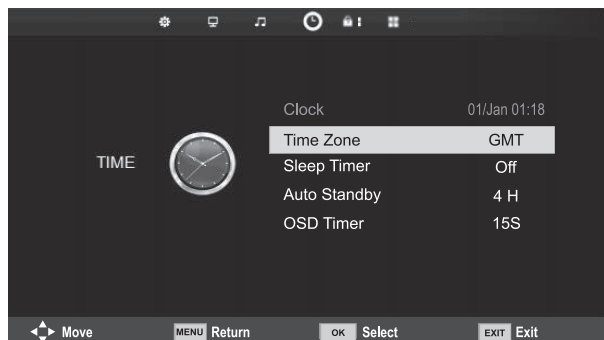 Clock 01/Jan 01:18
Time Zone GMT
TIME
Sleep Timer Off
Auto Standby 4 H
OSD Timer 15S
Move MENU Return OK Select EXIT Exit